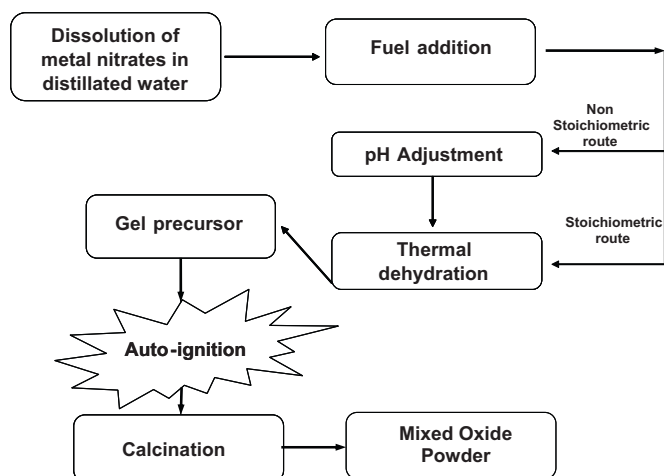 Dissolution of
metal nitrates in
distillated water
Fuel addition
Non
Stoichiometric
route
pH Adjustment
Gel precursor
Stoichiometric
route
Thermal
dehydration
Auto-ignition
Calcination
Mixed Oxide
Powder